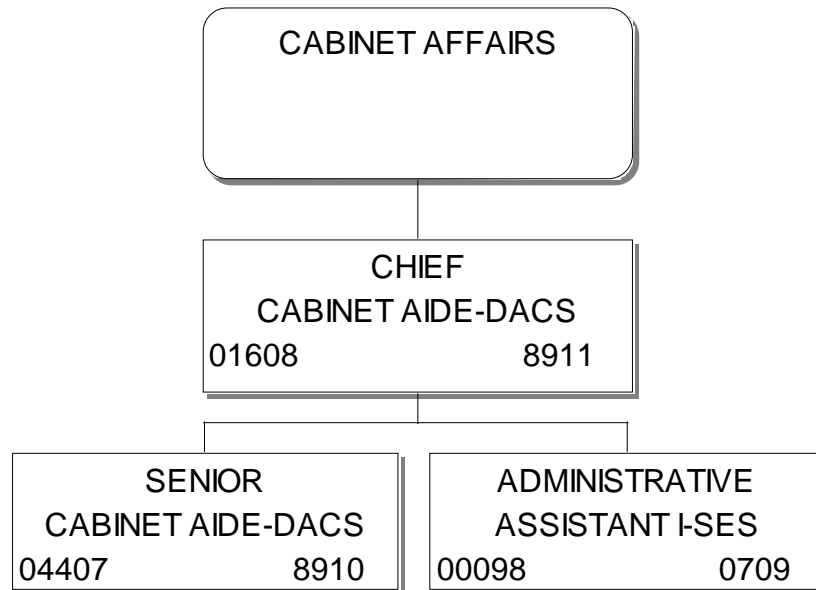 CABINET AFFAIRS
CHIEF
CABINET AIDE-DACS
01608 8911
SENIOR
CABINET AIDE-DACS
04407 8910
ADMINISTRATIVE
ASSISTANT I-SES
00098 0709